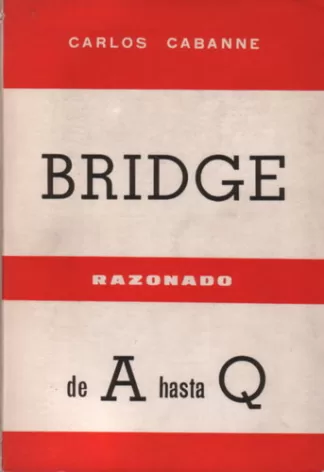 CARLOS CABANNE
BRIDGE
RAZONADO
de A hasta Q